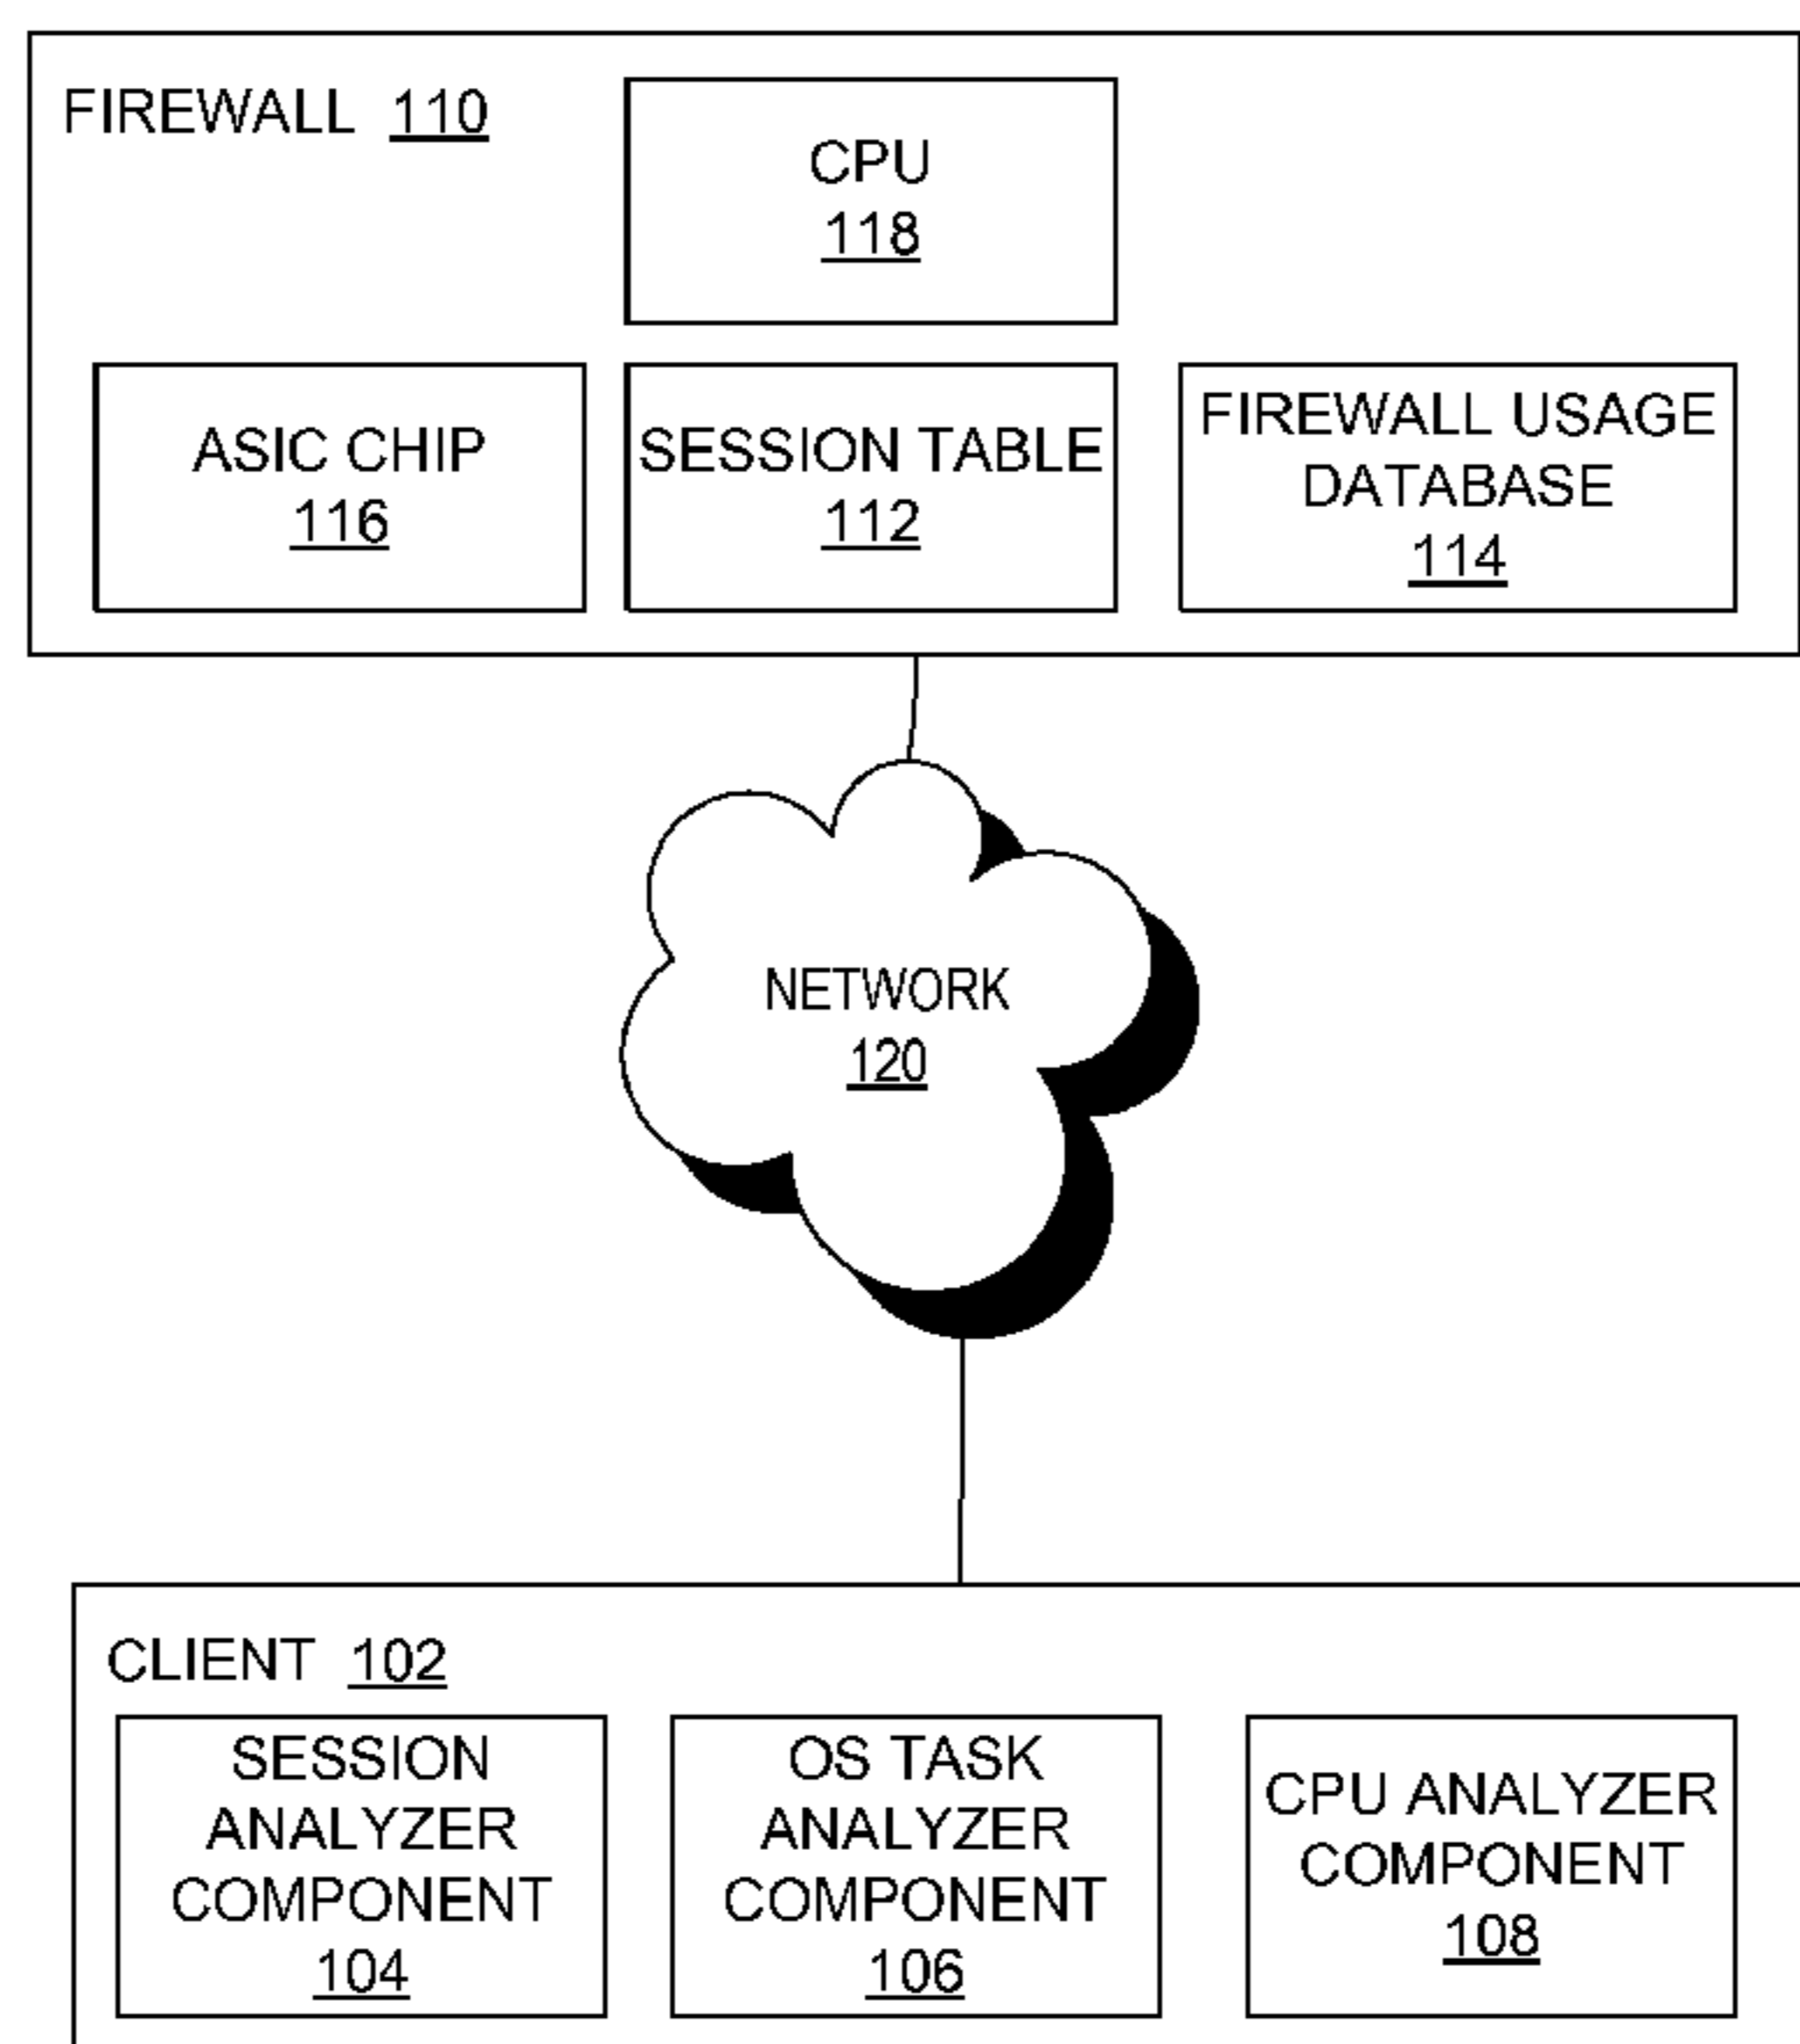 FIREWALL 110
CPU
118
ASIC CHIP
116
SESSION TABLE
112
FIREWALL USAGE
DATABASE
114
NETWORK
120
CLIENT 102
SESSION
ANALYZER
COMPONENT
104
OS TASK
ANALYZER
COMPONENT
106
CPU ANALYZER
COMPONENT
108